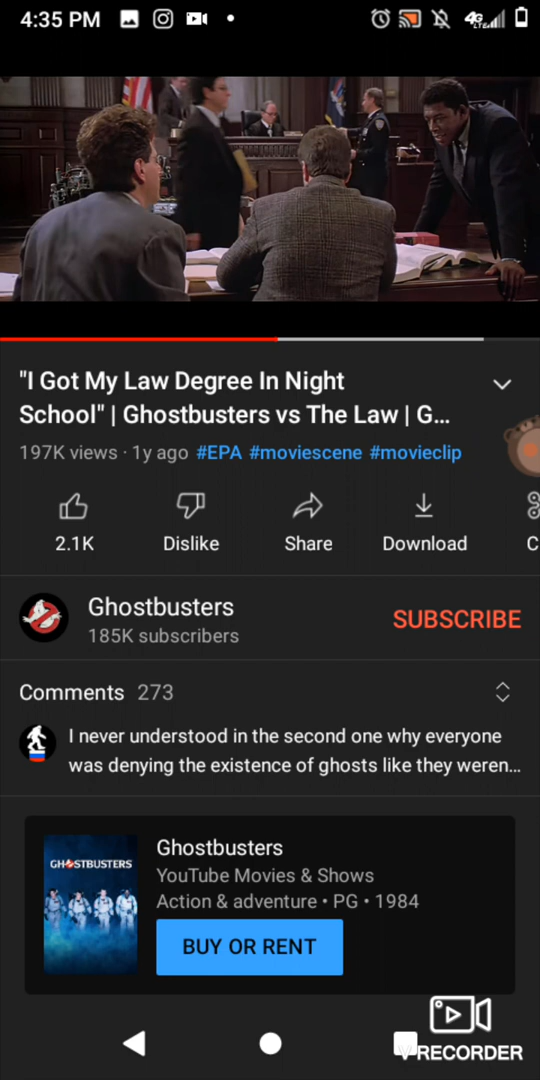 4:35 PM
4G
LTE
"I Got My Law Degree In Night
School" | Ghostbusters vs The Law | G...
197K views · 1y ago #EPA #moviescene #movieclip
2.1K
Dislike
Share
Download
C
Ghostbusters
185K subscribers
SUBSCRIBE
Comments 273
I never understood in the second one why everyone
was denying the existence of ghosts like they weren...
GHOSTBUSTERS
Ghostbusters
YouTube Movies & Shows
Action & adventure • PG • 1984
BUY OR RENT
V RECORDER